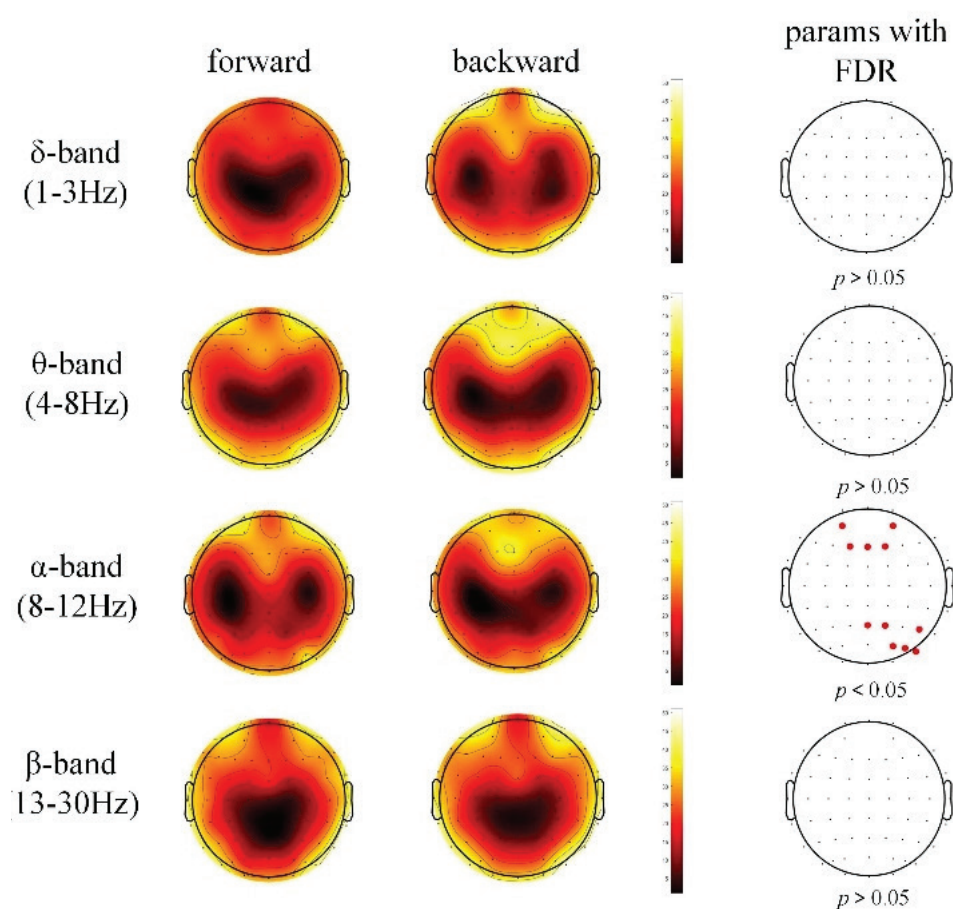 forward
backward
params with
FDR
δ-band
(1-3Hz)
p > 0.05
θ-band
(4-8Hz)
p > 0.05
α-band
(8-12Hz)
p < 0.05
β-band
13-30Hz)
p > 0.05